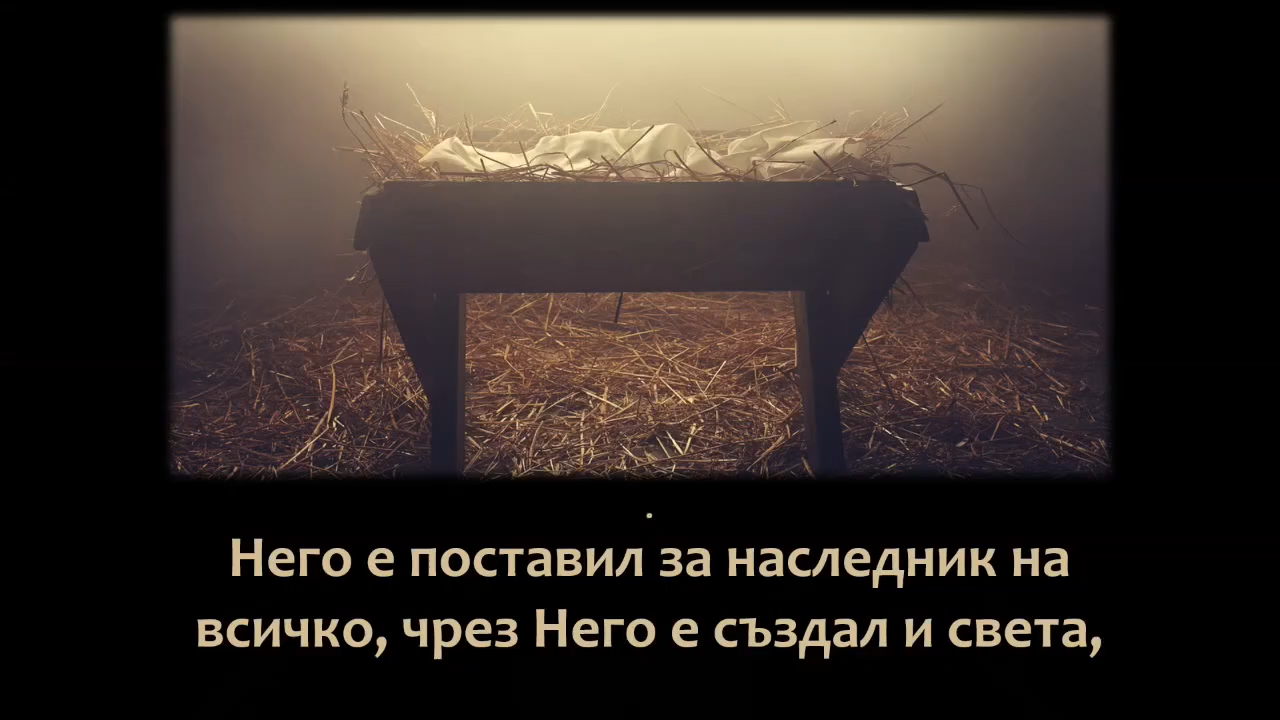 .
Него е поставил за наследник на
всичко, чрез Него е създал и света,